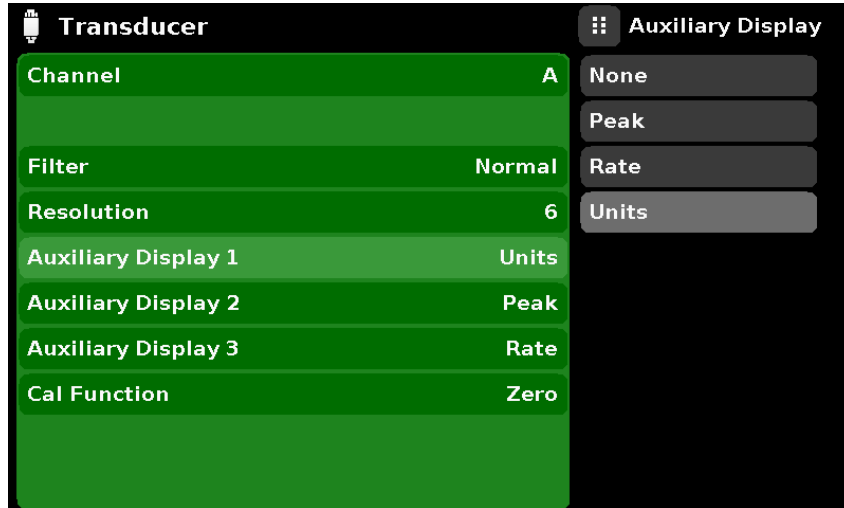 Transducer
Channel A
Filter Normal
Resolution 6
Auxiliary Display 1 Units
Auxiliary Display 2 Peak
Auxiliary Display 3 Rate
Cal Function Zero
Auxiliary Display
None
Peak
Rate
Units